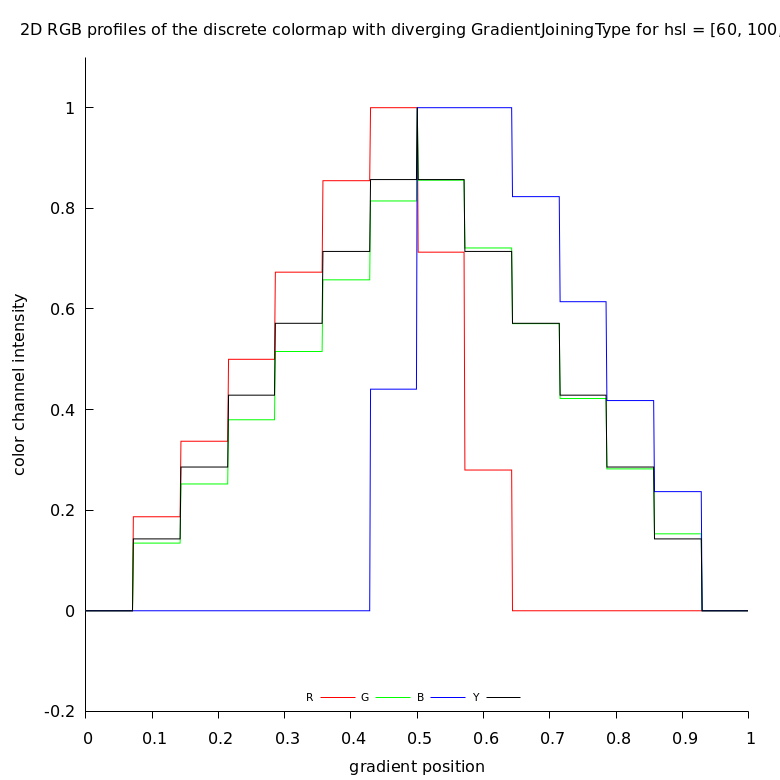 2D RGB profiles of the discrete colormap with diverging GradientJoiningType for hsl = [60, 100,
color channel intensity
1
0.8
0.6
0.4
0.2
0
-0.2
R G B Y
0 0.1 0.2 0.3 0.4 0.5 0.6 0.7 0.8 0.9 1
gradient position